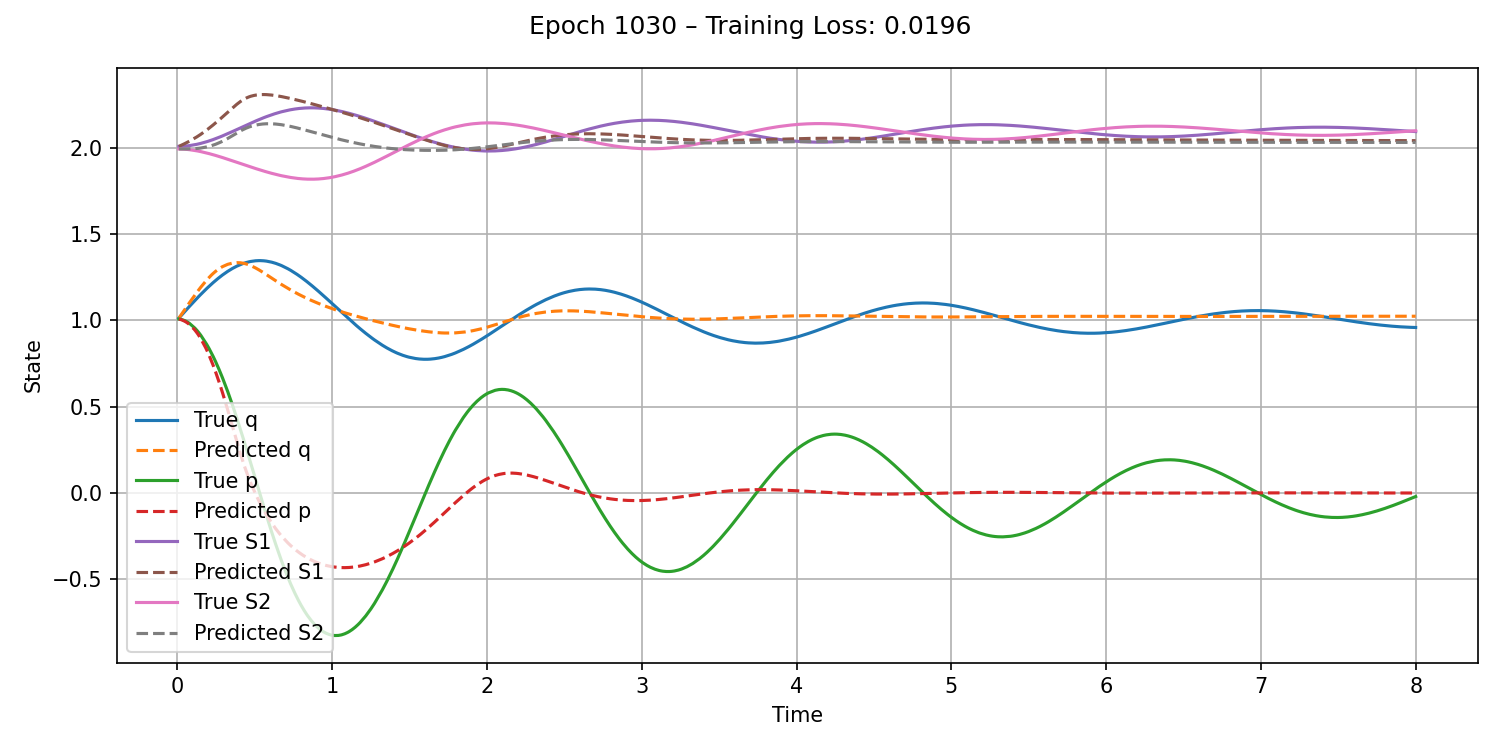 Epoch 1030 – Training Loss: 0.0196
State
2.0
1.5
1.0
0.5
0.0
−0.5
True q
Predicted q
True p
Predicted p
True S1
Predicted S1
True S2
Predicted S2
0 1 2 3 4 5 6 7 8
Time